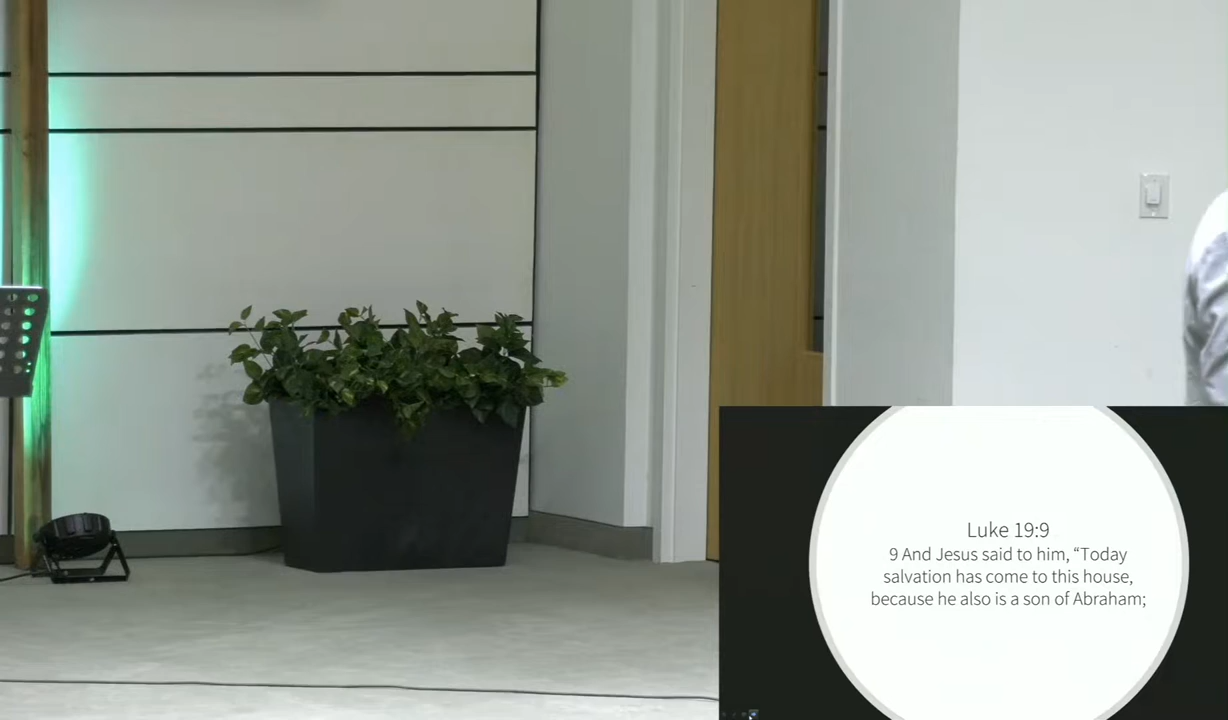 Luke 19:9
9 And Jesus said to him, “Today
salvation has come to this house,
because he also is a son of Abraham;